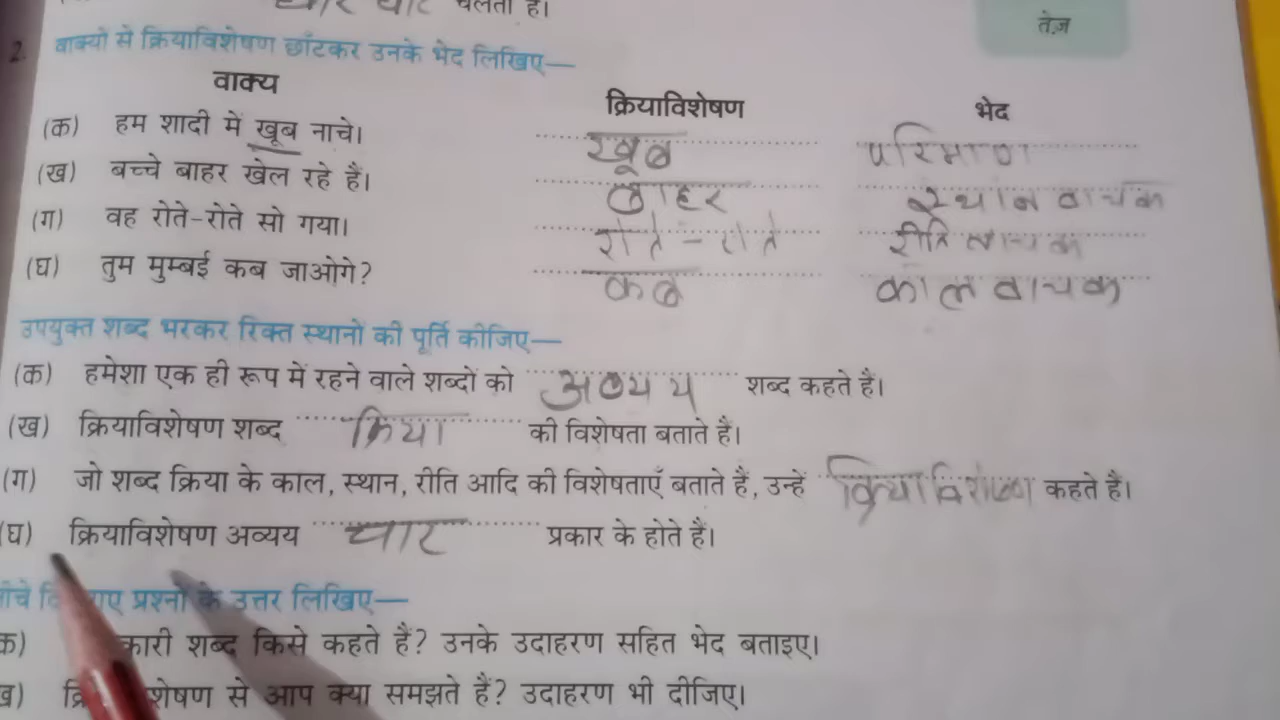 चलता है।
तेज़
2. वाक्यों से क्रियाविशेषण छाँटकर उनके भेद लिखिए—
वाक्य क्रियाविशेषण भेद
(क) हम शादी में खूब नाचे। खूब परिमाण
(ख) बच्चे बाहर खेल रहे हैं। बाहर स्थान वाचक
(ग) वह रोते-रोते सो गया। रोते-रोते रीति वाचक
(घ) तुम मुम्बई कब जाओगे? कब काल वाचक
उपयुक्त शब्द भरकर रिक्त स्थानों की पूर्ति कीजिए—
(क) हमेशा एक ही रूप में रहने वाले शब्दों को अव्यय शब्द कहते हैं।
(ख) क्रियाविशेषण शब्द क्रिया की विशेषता बताते हैं।
(ग) जो शब्द क्रिया के काल, स्थान, रीति आदि की विशेषताएँ बताते हैं, उन्हें क्रियाविशेषण कहते हैं।
(घ) क्रियाविशेषण अव्यय चार प्रकार के होते हैं।
प्रश्नों के उत्तर लिखिए—
कारी शब्द किसे कहते हैं? उनके उदाहरण सहित भेद बताइए।
से आप क्या समझते हैं? उदाहरण भी दीजिए।